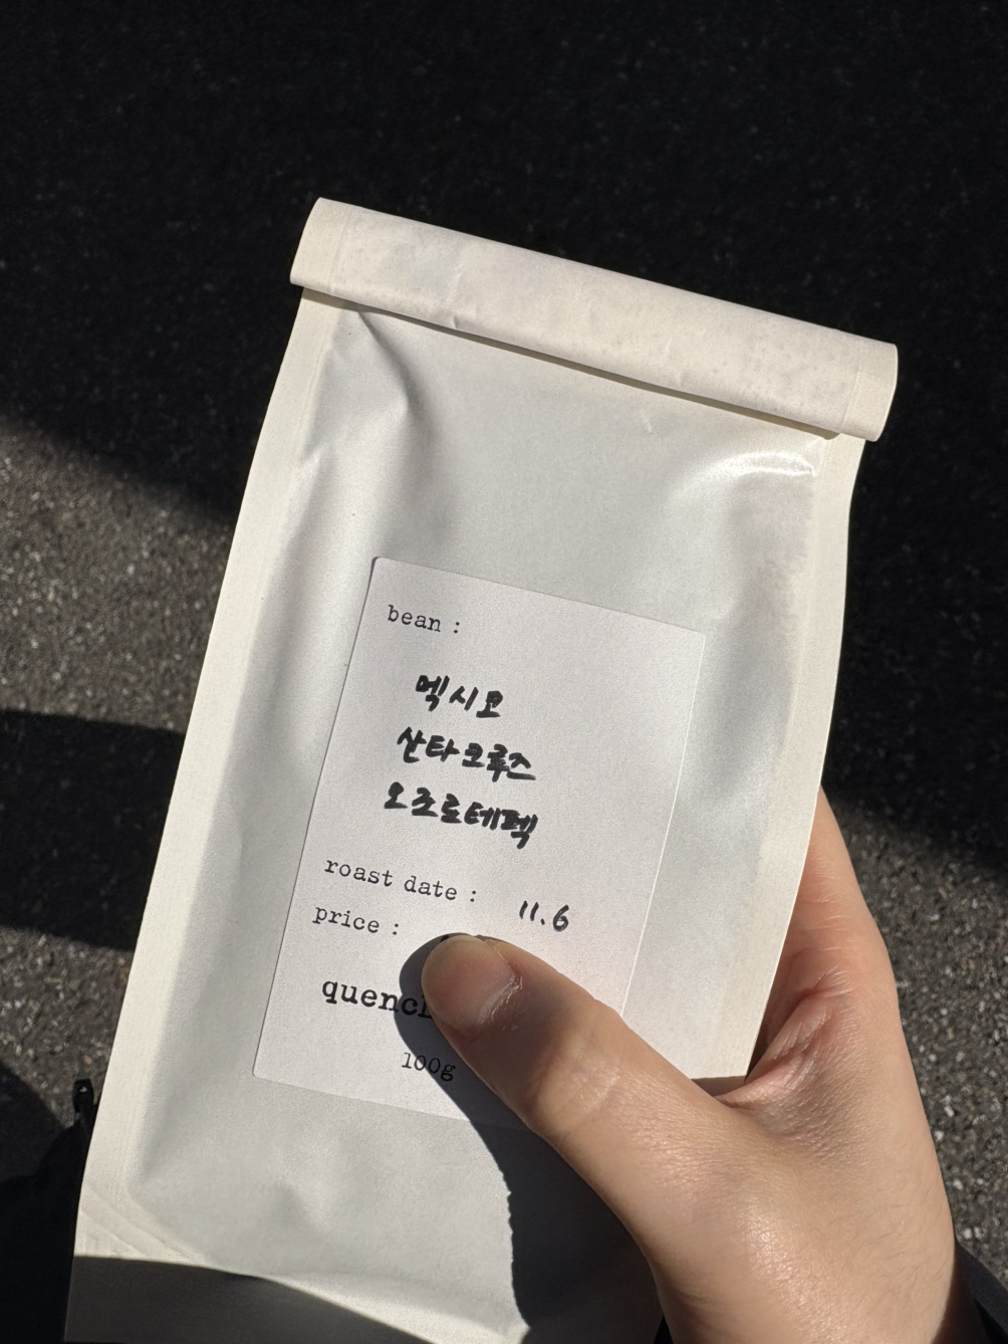 bean :
멕시코
산타크루즈
오조로테펙
roast date : 11.6
price :
100g